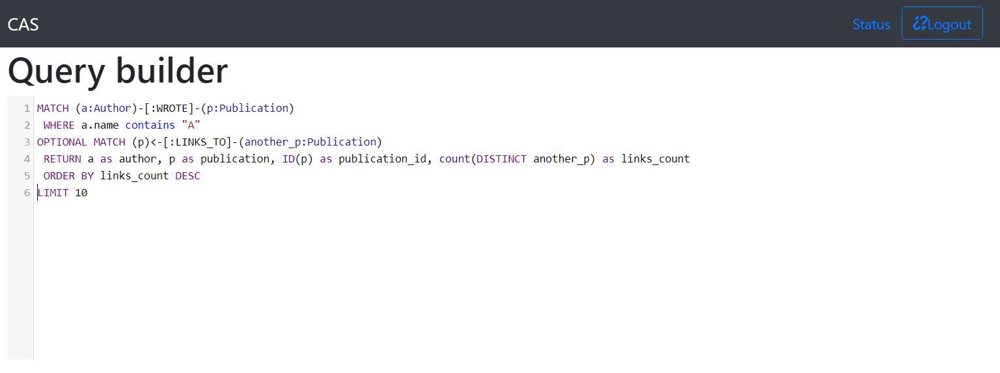 CAS
Status
Logout
Query builder
1 MATCH (a:Author)-[:WROTE]-(p:Publication)
2 WHERE a.name contains "A"
3 OPTIONAL MATCH (p)<-[:LINKS_TO]-(another_p:Publication)
4 RETURN a as author, p as publication, ID(p) as publication_id, count(DISTINCT another_p) as links_count
5 ORDER BY links_count DESC
6 LIMIT 10